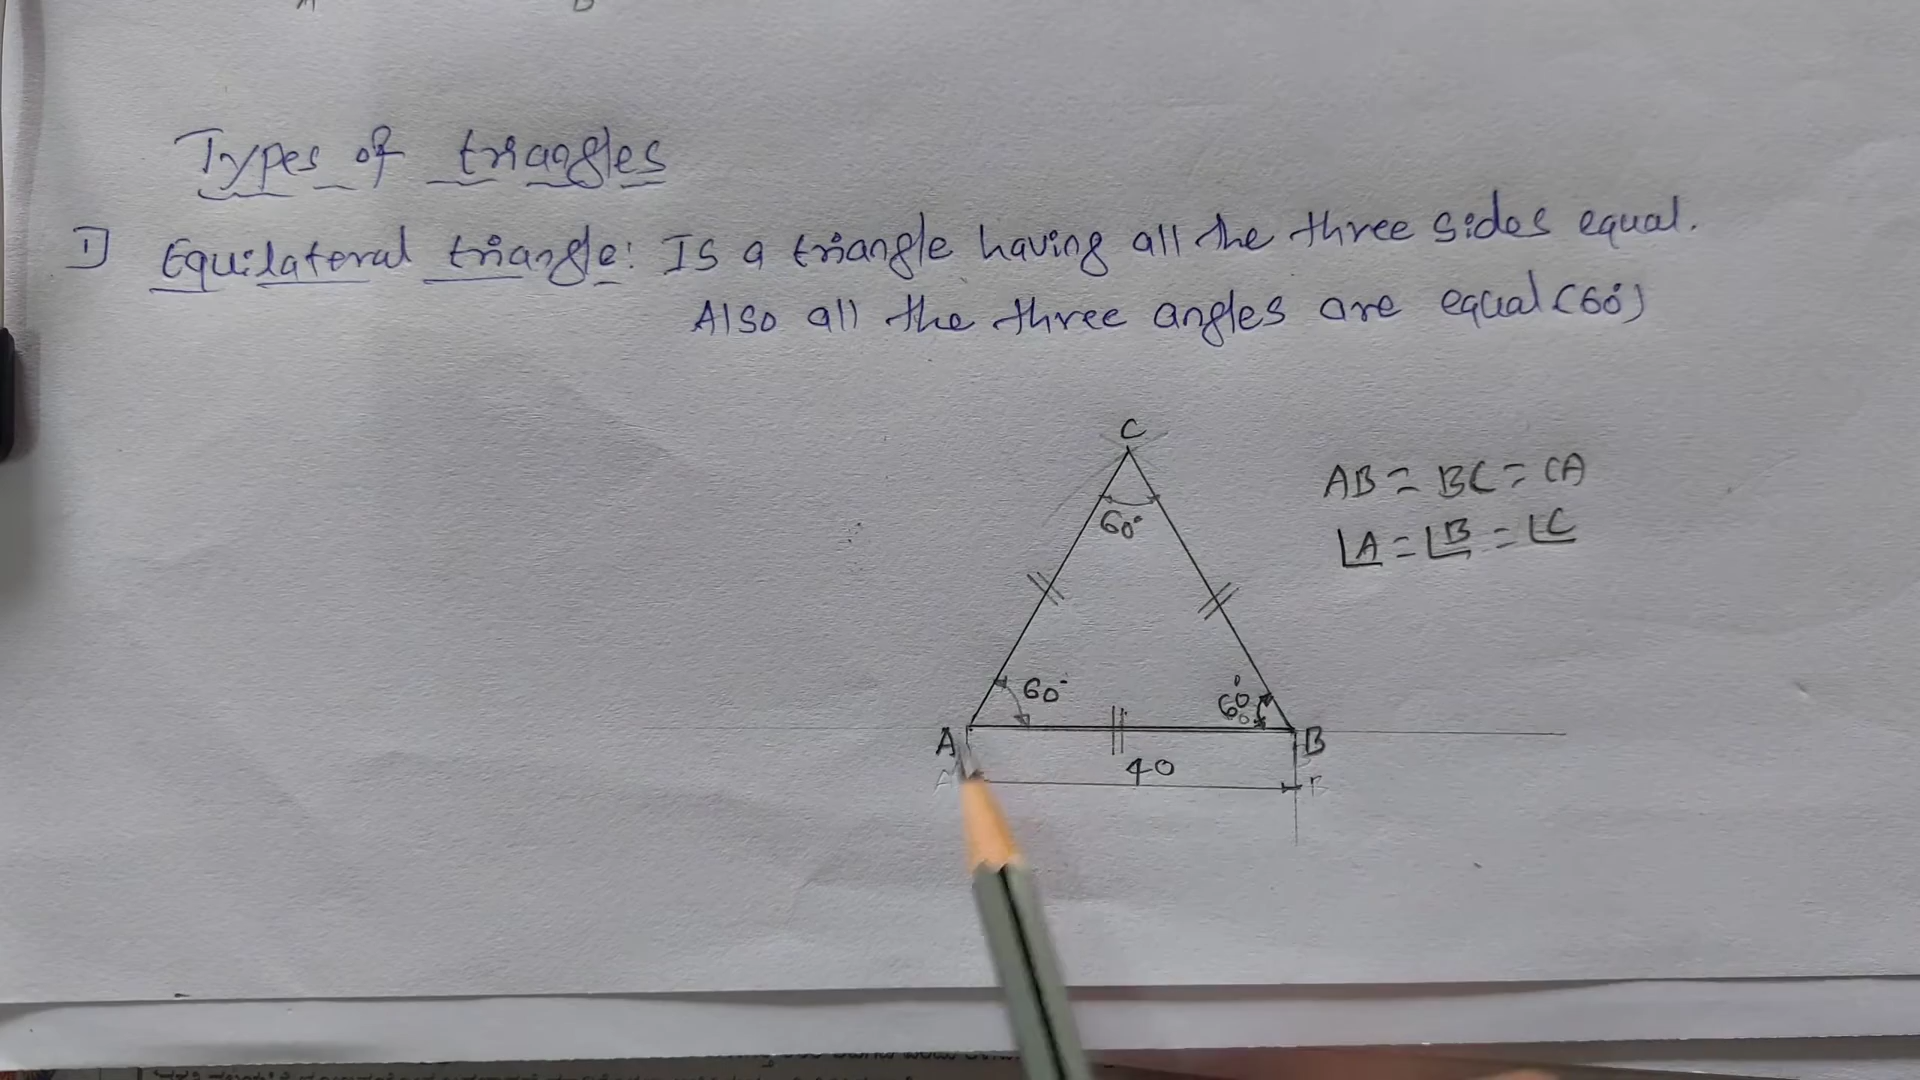 Types of triangles
1) Equilateral triangle: Is a triangle having all the three sides equal.
Also all the three angles are equal (60°)
C
60°
AB = BC = CA
∠A = ∠B = ∠C
60°
60°
A
B
40